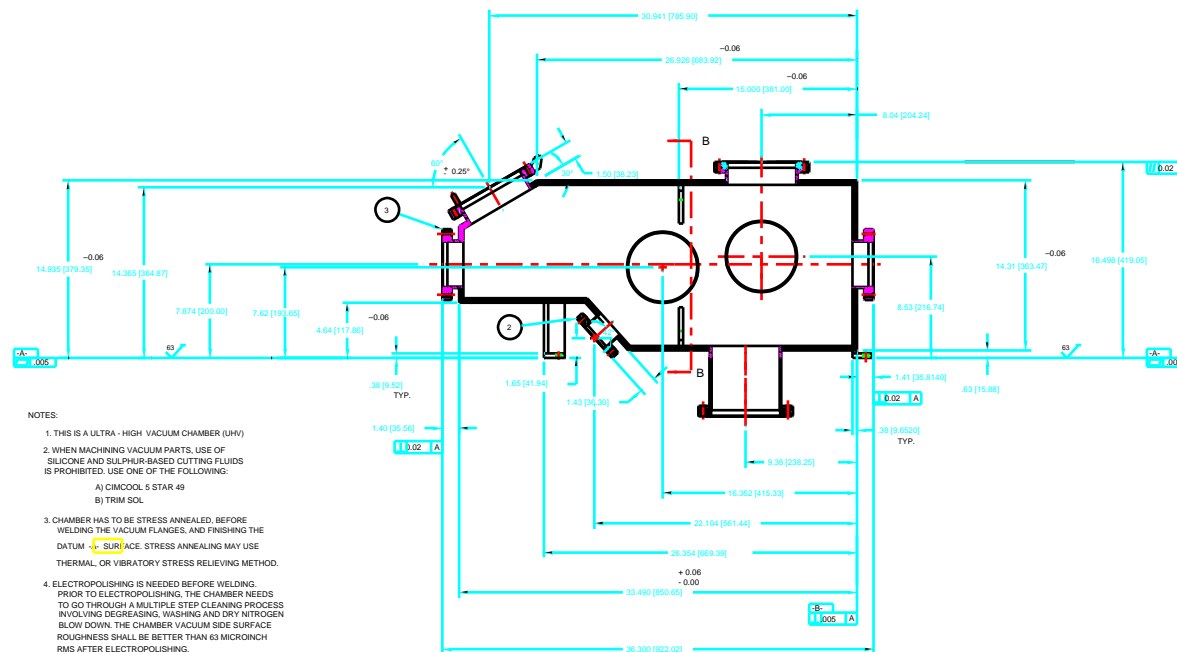 30.941 [785.90]
–0.06
26.928 [683.92]
–0.06
15.000 [381.00]
8.04 [204.24]
B
60°
± 0.25°
30°
1.50 [38.23]
0.02
3
–0.06
14.935 [379.35]
14.365 [364.87]
–0.06
14.31 [363.47]
16.498 [419.05]
7.874 [200.00]
7.62 [193.65]
8.53 [216.74]
–0.06
4.64 [117.86]
2
63
63
-A-
.005
-A-
.00
B
.38 [9.52]
TYP.
1.65 [41.94]
1.43 [36.30]
1.41 [35.8140]
.63 [15.88]
0.02 A
1.40 [35.56]
0.02 A
.38 [9.6520]
TYP.
9.38 [238.25]
16.352 [415.33]
22.104 [561.44]
26.354 [669.39]
+ 0.06
- 0.00
33.490 [850.65]
-B-
.005 A
36.300 [922.02]
NOTES:
1. THIS IS A ULTRA - HIGH VACUUM CHAMBER (UHV)
2. WHEN MACHINING VACUUM PARTS, USE OF
SILICONE AND SULPHUR-BASED CUTTING FLUIDS
IS PROHIBITED. USE ONE OF THE FOLLOWING:
A) CIMCOOL 5 STAR 49
B) TRIM SOL
3. CHAMBER HAS TO BE STRESS ANNEALED, BEFORE
WELDING THE VACUUM FLANGES, AND FINISHING THE
DATUM -A- SURFACE. STRESS ANNEALING MAY USE
THERMAL, OR VIBRATORY STRESS RELIEVING METHOD.
4. ELECTROPOLISHING IS NEEDED BEFORE WELDING.
PRIOR TO ELECTROPOLISHING, THE CHAMBER NEEDS
TO GO THROUGH A MULTIPLE STEP CLEANING PROCESS
INVOLVING DEGREASING, WASHING AND DRY NITROGEN
BLOW DOWN. THE CHAMBER VACUUM SIDE SURFACE
ROUGHNESS SHALL BE BETTER THAN 63 MICROINCH
RMS AFTER ELECTROPOLISHING.